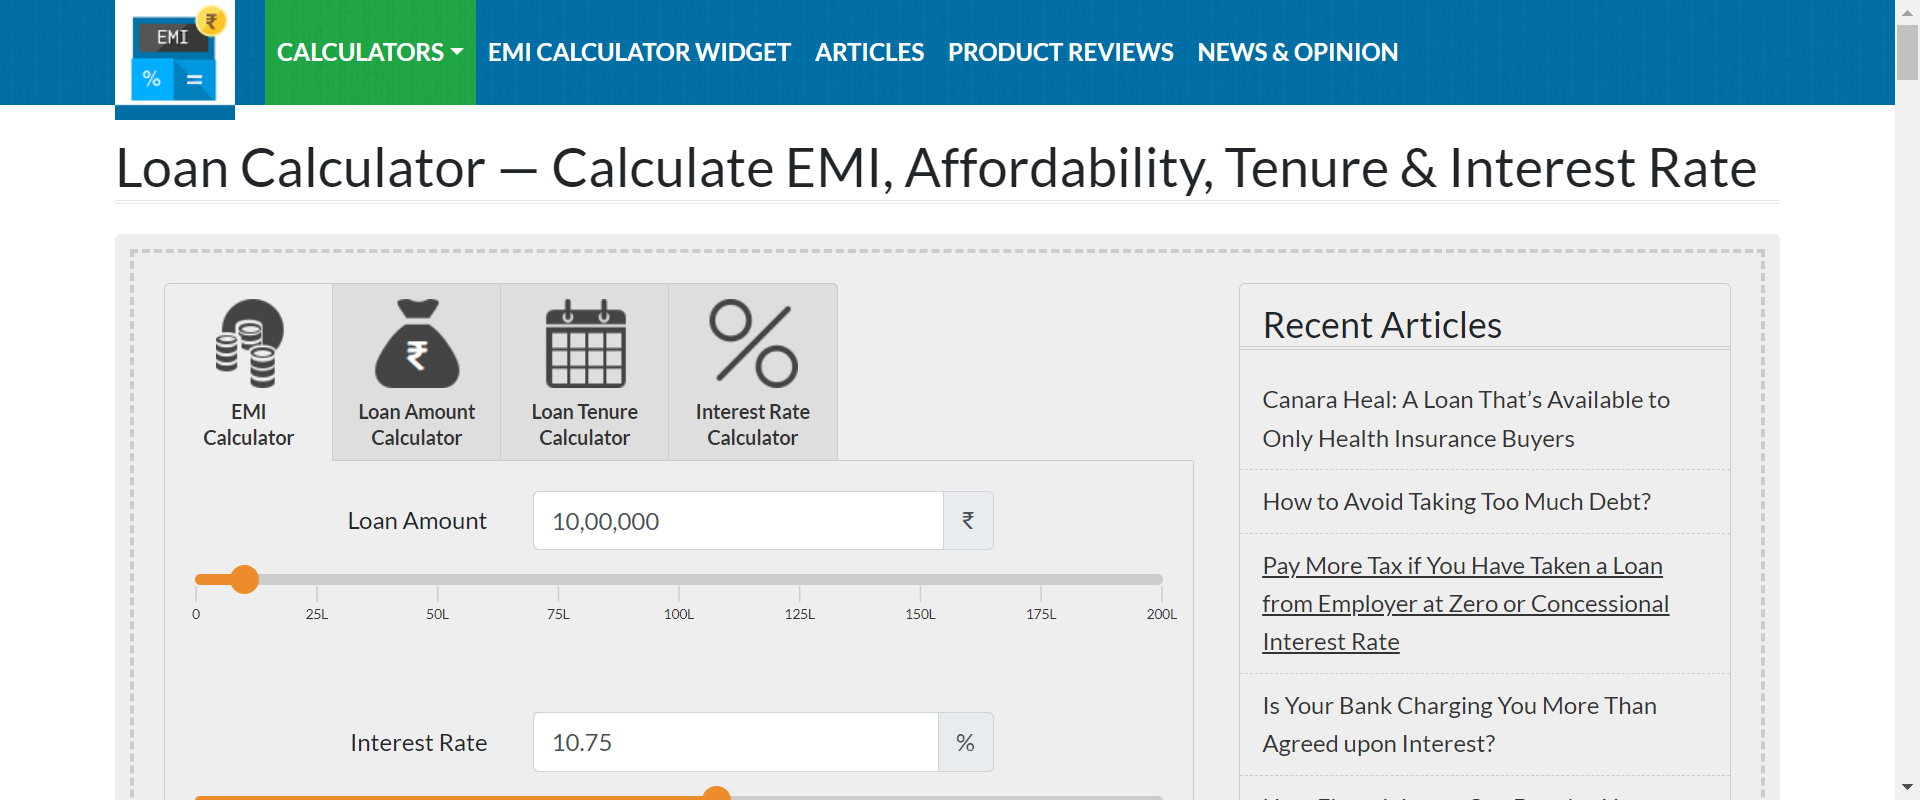 EMI
₹
%
=
CALCULATORS
EMI CALCULATOR WIDGET
ARTICLES
PRODUCT REVIEWS
NEWS & OPINION
Loan Calculator — Calculate EMI, Affordability, Tenure & Interest Rate
EMI
Calculator
₹
Loan Amount
Calculator
Loan Tenure
Calculator
Interest Rate
Calculator
Loan Amount
10,00,000
₹
0
25L
50L
75L
100L
125L
150L
175L
200L
Interest Rate
10.75
%
Recent Articles
Canara Heal: A Loan That’s Available to
Only Health Insurance Buyers
How to Avoid Taking Too Much Debt?
Pay More Tax if You Have Taken a Loan
from Employer at Zero or Concessional
Interest Rate
Is Your Bank Charging You More Than
Agreed upon Interest?